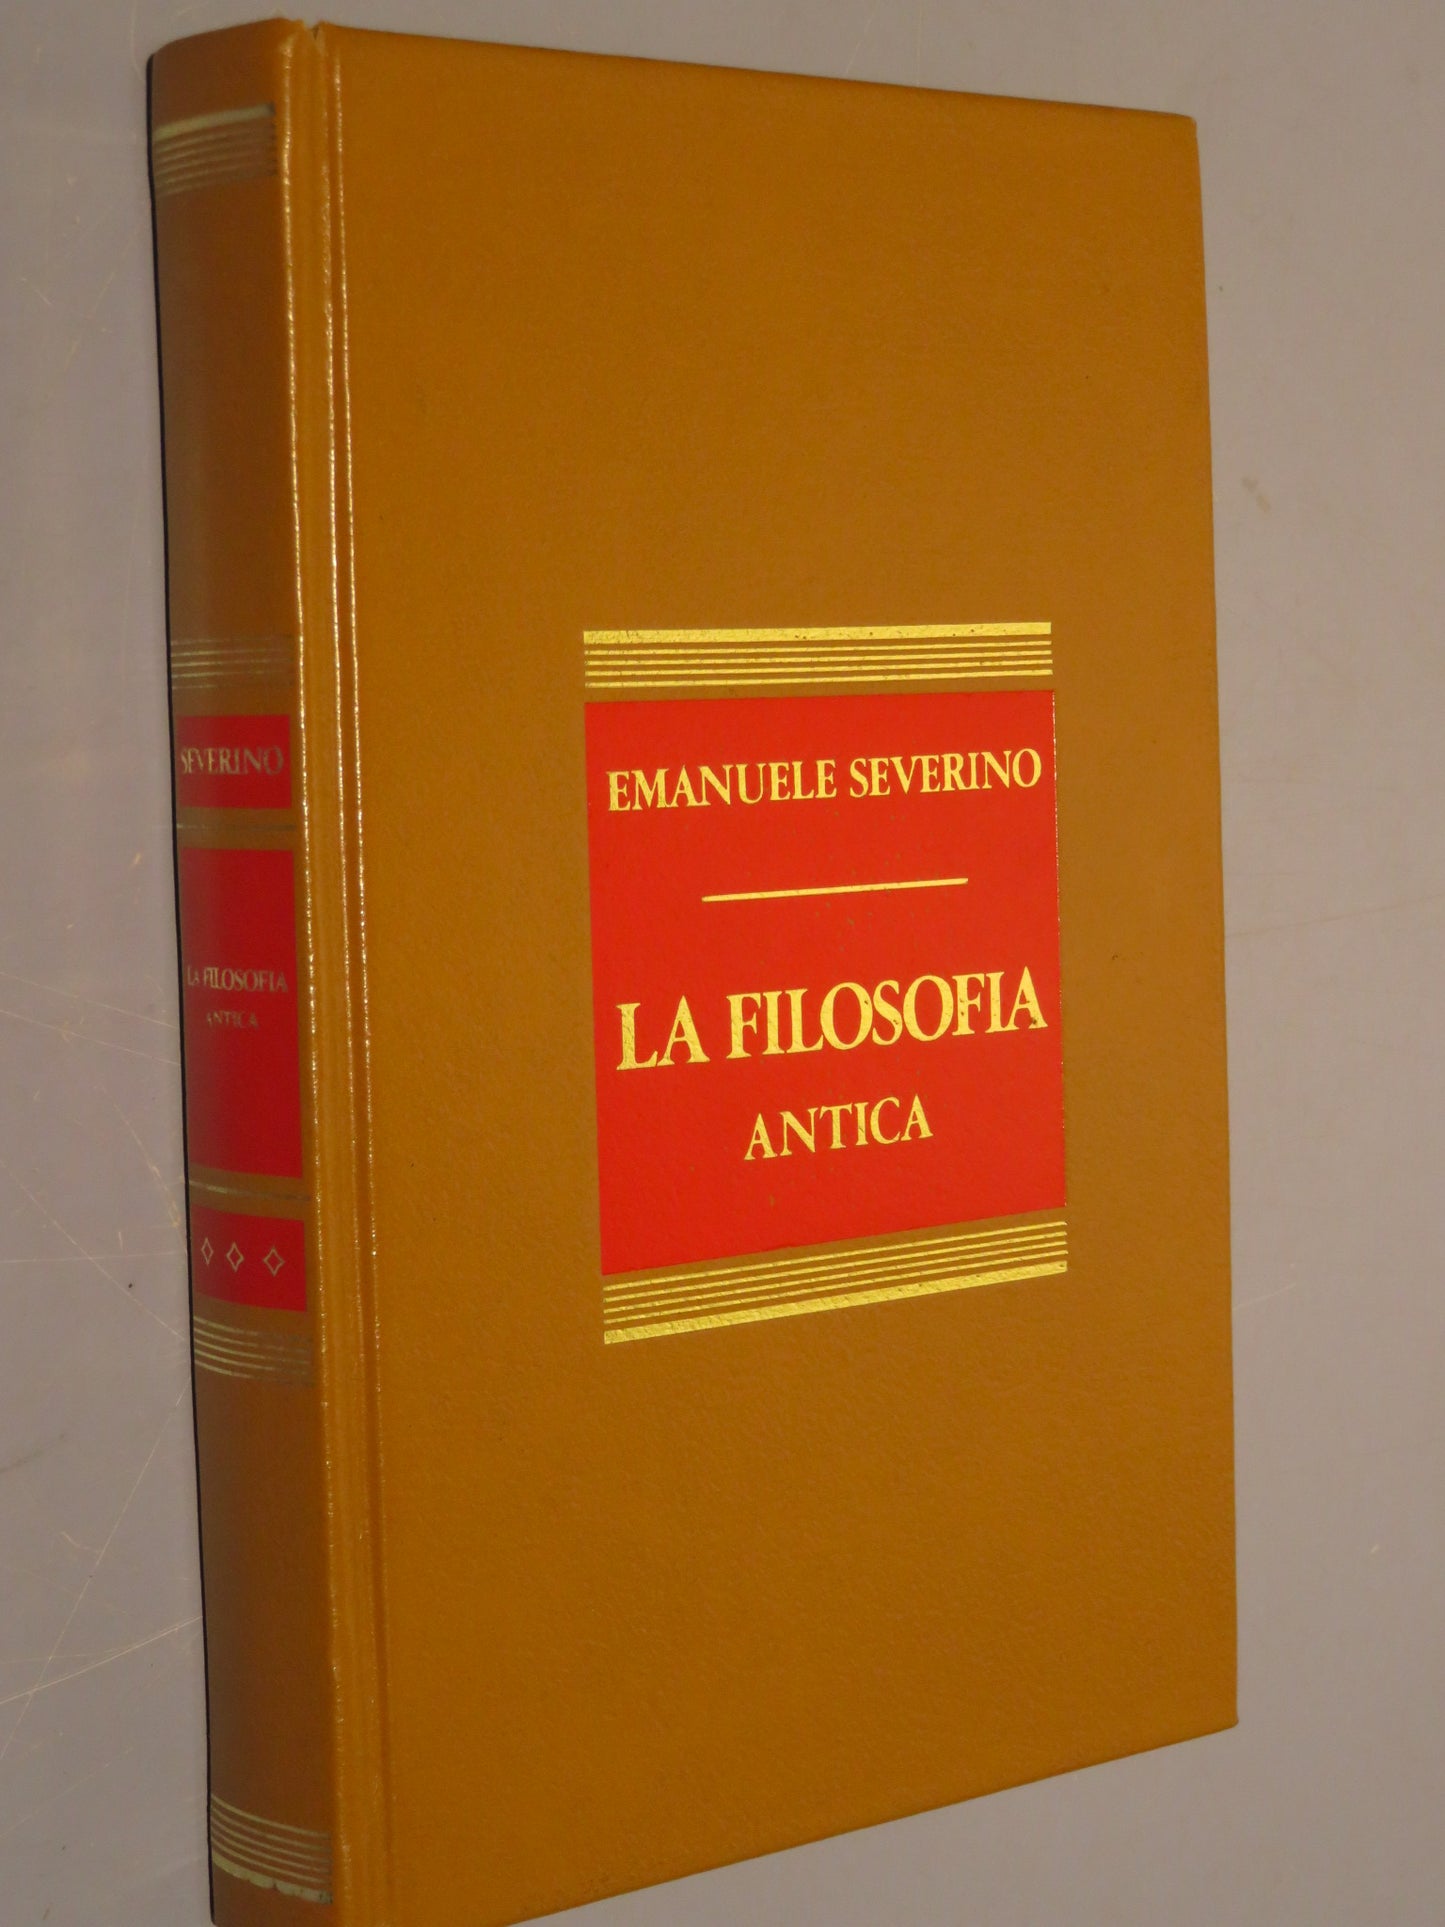 SEVERINO
LA FILOSOFIA
ANTICA
EMANUELE SEVERINO
LA FILOSOFIA
ANTICA